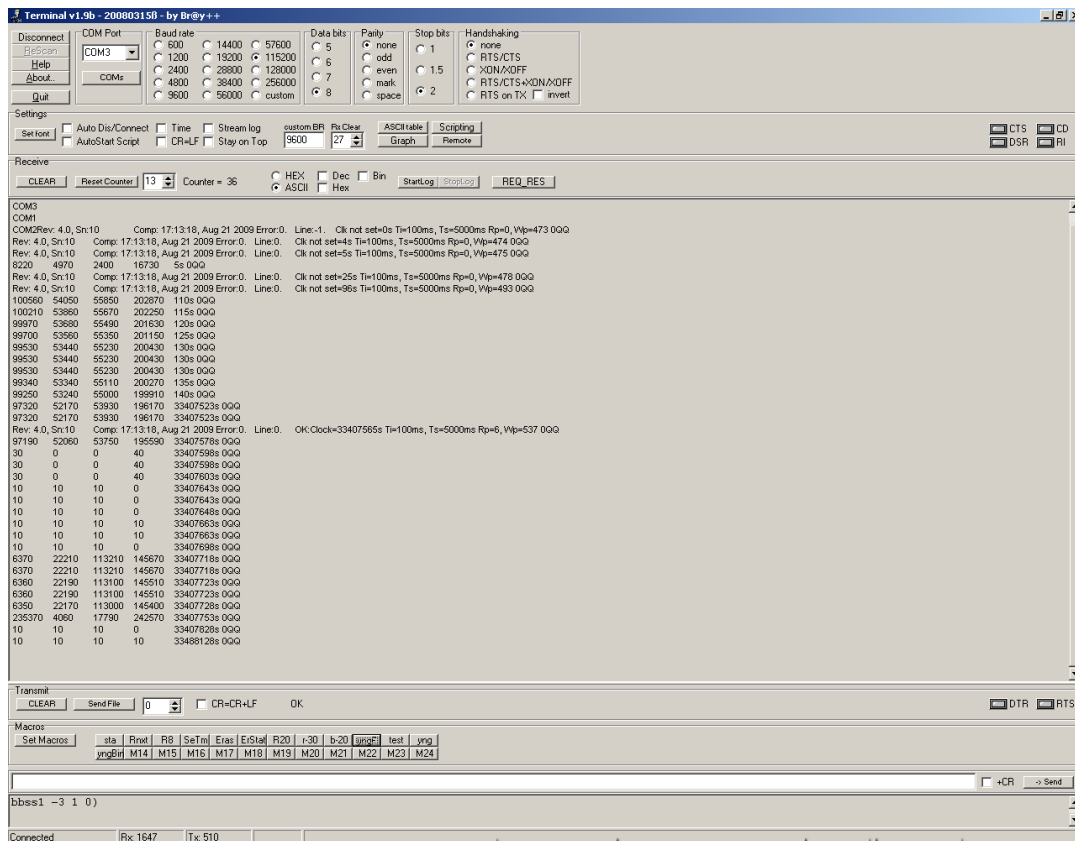 Terminal v1.9b - 20080315ß - by Br@y++
Disconnect
ReScan
Help
About..
Quit
COM Port
COM3
COMs
Baud rate
600 14400 57600
1200 19200 115200
2400 28800 128000
4800 38400 256000
9600 56000 custom
Data bits
5
6
7
8
Parity
none
odd
even
mark
space
Stop bits
1
1.5
2
Handshaking
none
RTS/CTS
XON/XOFF
RTS/CTS+XON/XOFF
RTS on TX invert
Settings
Set font
Auto Dis/Connect Time Stream log
AutoStart Script CR=LF Stay on Top
custom BR Rx Clear
9600 27
ASCII table Scripting
Graph Remote
CTS CD
DSR RI
Receive
CLEAR Reset Counter 13 Counter = 36
HEX Dec Bin
ASCII Hex
StartLog StopLog REQ_RES
COM3
COM1
COM2Rev: 4.0, Sn:10 Comp: 17:13:18, Aug 21 2009 Error:0. Line:-1. Clk not set=0s Ti=100ms, Ts=5000ms Rp=0, Wp=473 0QQ
Rev: 4.0, Sn:10 Comp: 17:13:18, Aug 21 2009 Error:0. Line:0. Clk not set=4s Ti=100ms, Ts=5000ms Rp=0, Wp=474 0QQ
Rev: 4.0, Sn:10 Comp: 17:13:18, Aug 21 2009 Error:0. Line:0. Clk not set=5s Ti=100ms, Ts=5000ms Rp=0, Wp=475 0QQ
8220 4970 2400 16730 5s 0QQ
Rev: 4.0, Sn:10 Comp: 17:13:18, Aug 21 2009 Error:0. Line:0. Clk not set=25s Ti=100ms, Ts=5000ms Rp=0, Wp=478 0QQ
Rev: 4.0, Sn:10 Comp: 17:13:18, Aug 21 2009 Error:0. Line:0. Clk not set=96s Ti=100ms, Ts=5000ms Rp=0, Wp=493 0QQ
100560 54050 55850 202870 110s 0QQ
100210 53860 55670 202250 115s 0QQ
99970 53680 55490 201630 120s 0QQ
99700 53560 55350 201150 125s 0QQ
99530 53440 55230 200430 130s 0QQ
99530 53440 55230 200430 130s 0QQ
99530 53440 55230 200430 130s 0QQ
99340 53340 55110 200270 135s 0QQ
99250 53240 55000 199910 140s 0QQ
97320 52170 53930 196170 33407523s 0QQ
97320 52170 53930 196170 33407523s 0QQ
Rev: 4.0, Sn:10 Comp: 17:13:18, Aug 21 2009 Error:0. Line:0. OK:Clock=33407565s Ti=100ms, Ts=5000ms Rp=6, Wp=537 0QQ
97190 52060 53750 195590 33407578s 0QQ
30 0 0 40 33407598s 0QQ
30 0 0 40 33407598s 0QQ
30 0 0 40 33407603s 0QQ
10 10 10 0 33407643s 0QQ
10 10 10 0 33407643s 0QQ
10 10 10 0 33407648s 0QQ
10 10 10 10 33407663s 0QQ
10 10 10 10 33407663s 0QQ
10 10 10 0 33407698s 0QQ
6370 22210 113210 145670 33407718s 0QQ
6370 22210 113210 145670 33407718s 0QQ
6360 22190 113100 145510 33407723s 0QQ
6360 22190 113100 145510 33407723s 0QQ
6350 22170 113000 145400 33407728s 0QQ
235370 4060 17790 242570 33407753s 0QQ
10 10 10 0 33407828s 0QQ
10 10 10 10 33488128s 0QQ
Transmit
CLEAR Send File 0 CR=CR+LF OK
DTR RTS
Macros
Set Macros
sta Rnxt R8 SeTm Eras ErStat R20 r-30 b-20 test yng
yngBin M14 M15 M16 M17 M18 M19 M20 M21 M22 M23 M24
+CR -> Send
bbss1 -3 1 0)
Connected Rx: 1647 Tx: 510